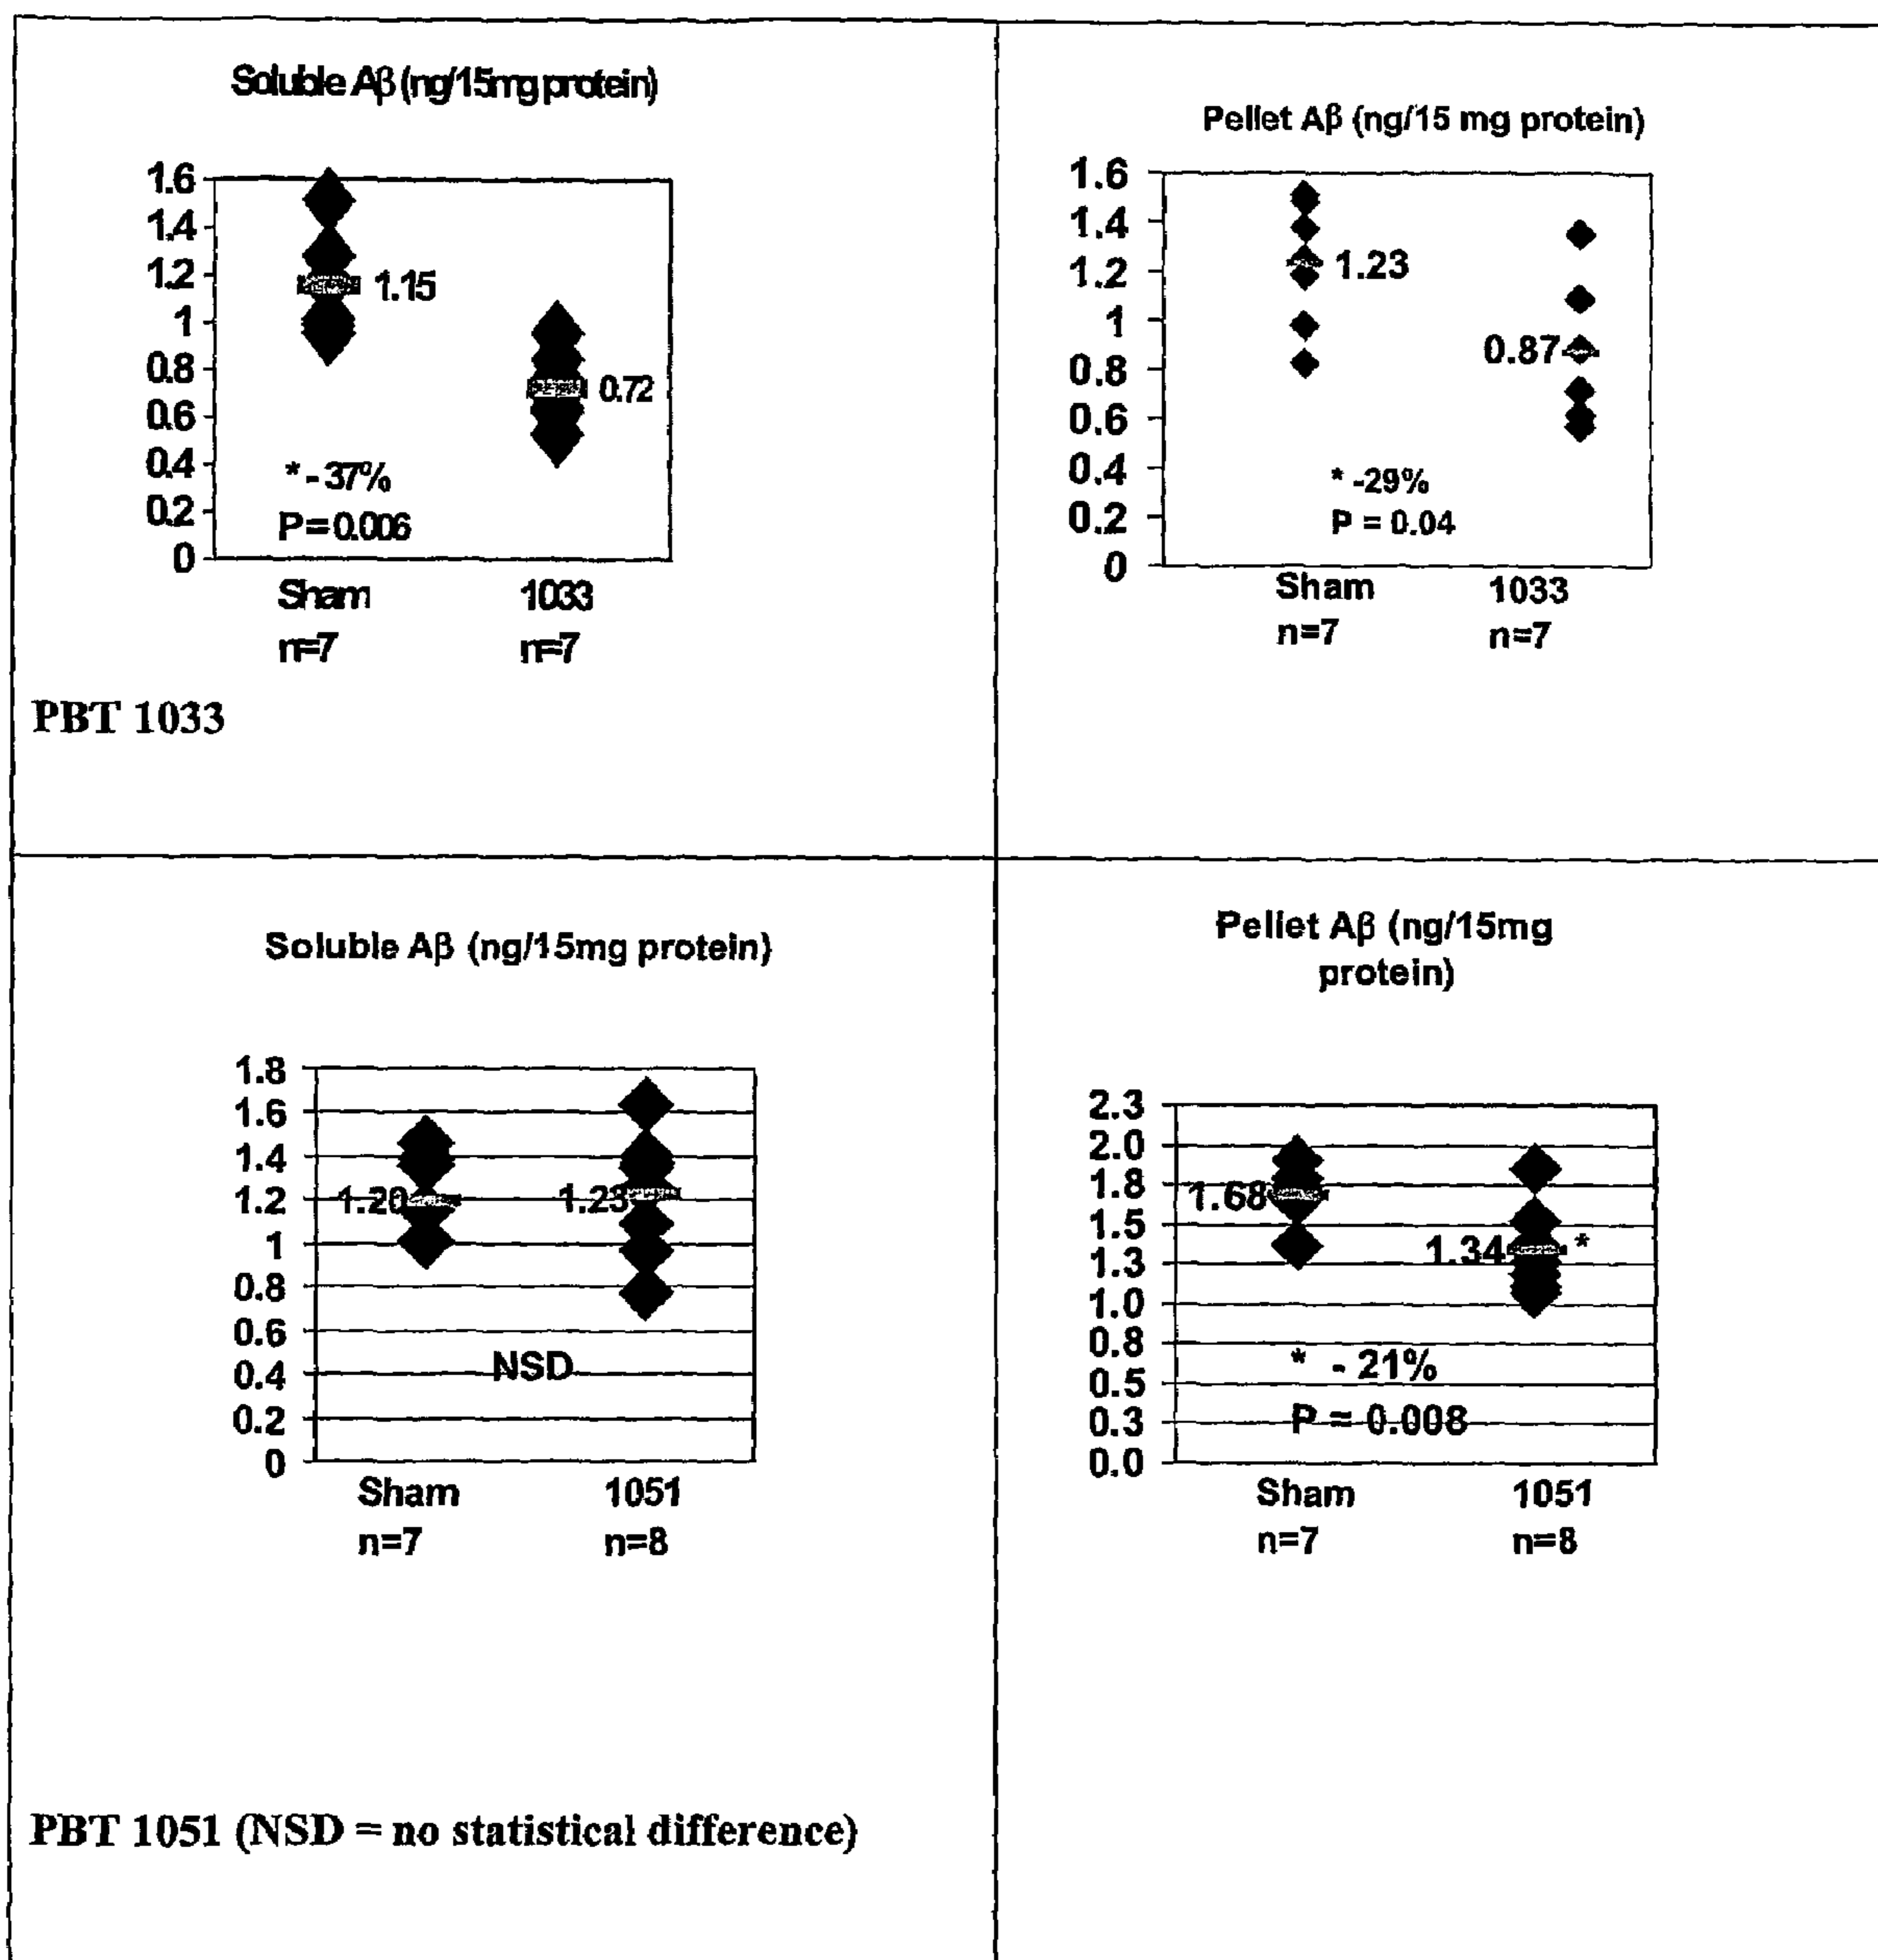 Soluble Aβ (ng/15mg protein)
1.6
1.4
1.2
1
0.8
0.6
0.4
0.2
0
1.15
0.72
* - 37%
P = 0.006
Sham
n=7
1033
n=7
PBT 1033
Pellet Aβ (ng/15 mg protein)
1.6
1.4
1.2
1
0.8
0.6
0.4
0.2
0
1.23
0.87
* -29%
P = 0.04
Sham
n=7
1033
n=7
Soluble Aβ (ng/15mg protein)
1.8
1.6
1.4
1.2
1
0.8
0.6
0.4
0.2
0
1.20
1.23
NSD
Sham
n=7
1051
n=8
PBT 1051 (NSD = no statistical difference)
Pellet Aβ (ng/15mg
protein)
2.3
2.0
1.8
1.5
1.3
1.0
0.8
0.5
0.3
0.0
1.68
1.34
*
* - 21%
P = 0.008
Sham
n=7
1051
n=8